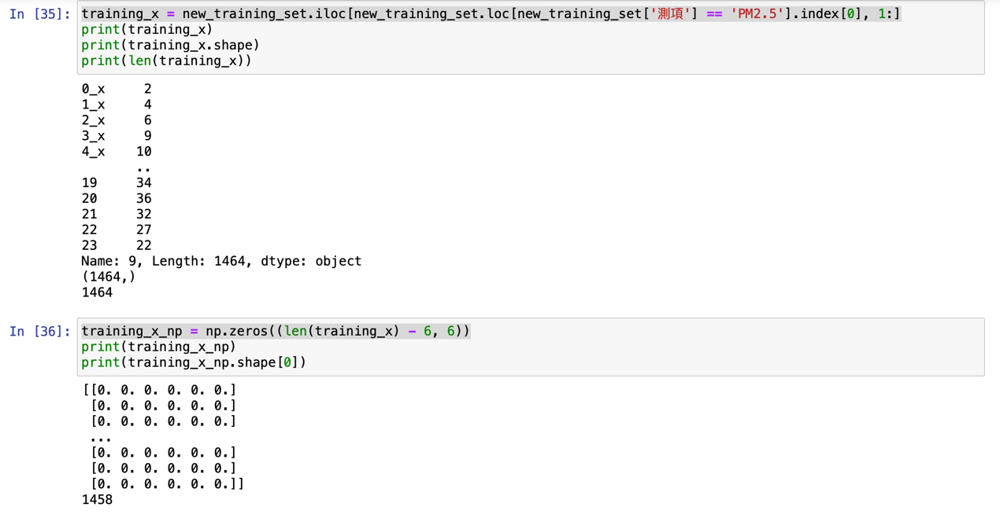 In [35]: training_x = new_training_set.iloc[new_training_set.loc[new_training_set['測項'] == 'PM2.5'].index[0], 1:]
print(training_x)
print(training_x.shape)
print(len(training_x))
0_x 2
1_x 4
2_x 6
3_x 9
4_x 10
..
19 34
20 36
21 32
22 27
23 22
Name: 9, Length: 1464, dtype: object
(1464,)
1464
In [36]: training_x_np = np.zeros((len(training_x) - 6, 6))
print(training_x_np)
print(training_x_np.shape[0])
[[0. 0. 0. 0. 0. 0.]
[0. 0. 0. 0. 0. 0.]
[0. 0. 0. 0. 0. 0.]
...
[0. 0. 0. 0. 0. 0.]
[0. 0. 0. 0. 0. 0.]
[0. 0. 0. 0. 0. 0.]]
1458